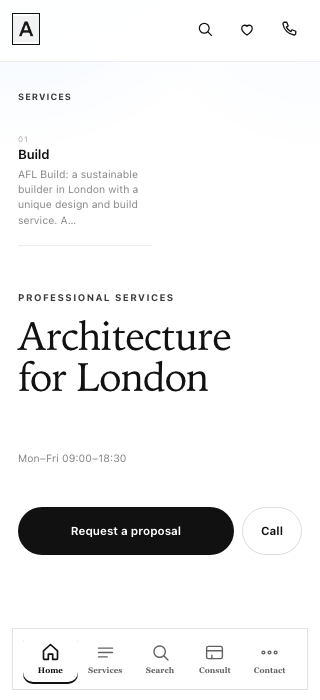 A
SERVICES
01
Build
AFL Build: a sustainable
builder in London with a
unique design and build
service. A...
PROFESSIONAL SERVICES
Architecture
for London
Mon–Fri 09:00–18:30
Request a proposal
Call
Home
Services
Search
Consult
Contact